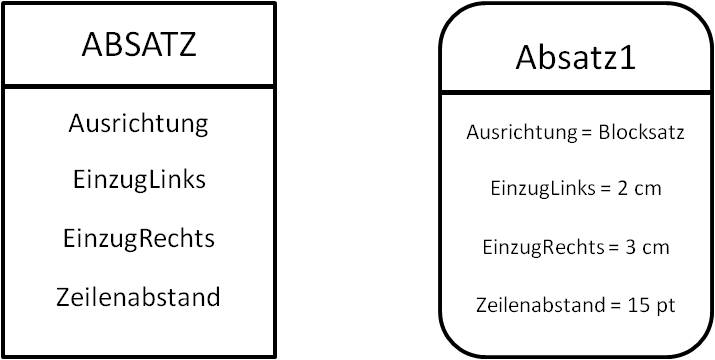 ABSATZ
Ausrichtung
EinzugLinks
EinzugRechts
Zeilenabstand
Absatz1
Ausrichtung = Blocksatz
EinzugLinks = 2 cm
EinzugRechts = 3 cm
Zeilenabstand = 15 pt